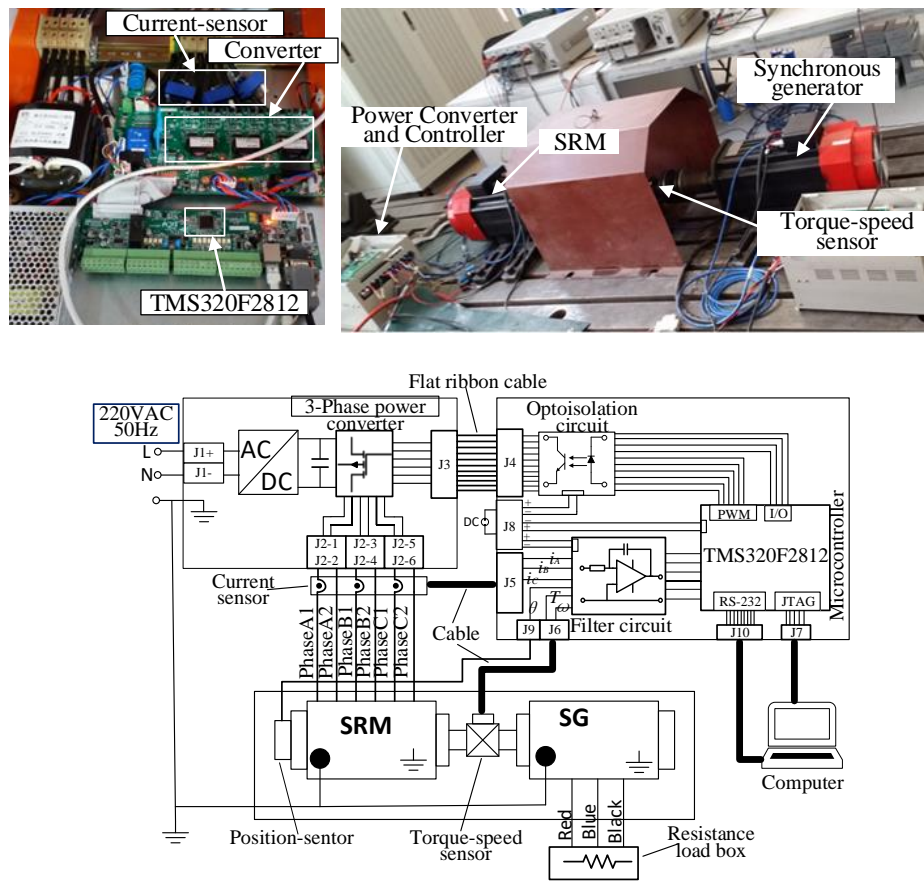 Current-sensor
Converter
TMS320F2812
Power Converter
and Controller
SRM
Synchronous
generator
Torque-speed
sensor
Flat ribbon cable
220VAC
50Hz
L
N
J1+
J1-
AC
DC
3-Phase power
converter
J3
J4
Optoisolation
circuit
DC
J8
+
−
+
−
+
−
PWM
I/O
TMS320F2812
Microcontroller
RS-232
JTAG
J10
J7
J2-1
J2-2
J2-3
J2-4
J2-5
J2-6
Current
sensor
J5
iA
iB
iC
θ
T
ω
Filter circuit
J9
J6
Cable
PhaseA1
PhaseA2
PhaseB1
PhaseB2
PhaseC1
PhaseC2
SRM
SG
Computer
Position-sentor
Torque-speed
sensor
Red
Blue
Black
Resistance
load box